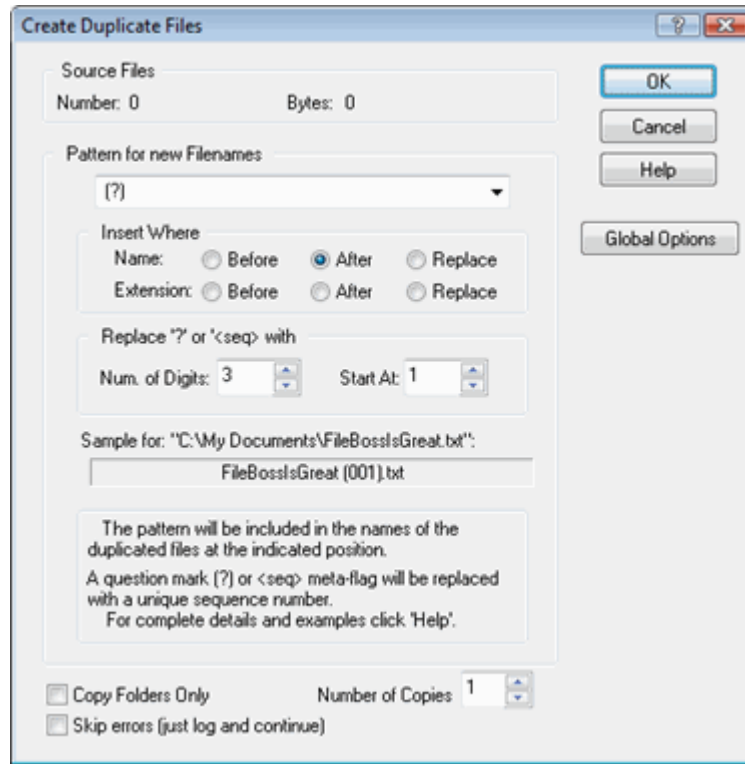 Create Duplicate Files
Source Files
Number: 0 Bytes: 0
OK
Cancel
Help
Global Options
Pattern for new Filenames
(?)
Insert Where
Name: Before After Replace
Extension: Before After Replace
Replace '?' or '<seq> with
Num. of Digits: 3 Start At: 1
Sample for: "C:\My Documents\FileBossIsGreat.txt":
FileBossIsGreat (001).txt
The pattern will be included in the names of the
duplicated files at the indicated position.
A question mark (?) or <seq> meta-flag will be replaced
with a unique sequence number.
For complete details and examples click 'Help'.
Copy Folders Only Number of Copies 1
Skip errors (just log and continue)